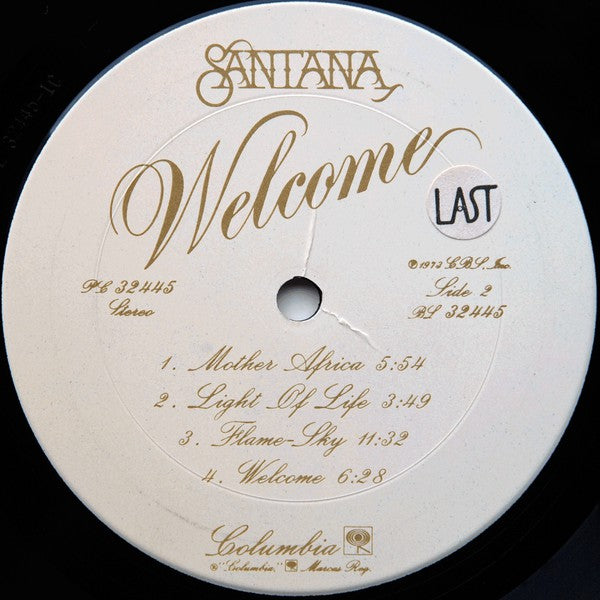 SANTANA
Welcome
LAST
PC 32445
Stereo
℗ 1973 CBS, Inc.
Side 2
BL 32445
1. Mother Africa 5:54
2. Light Of Life 3:49
3. Flame-Sky 11:32
4. Welcome 6:28
Columbia
® "Columbia," Marcas Reg.